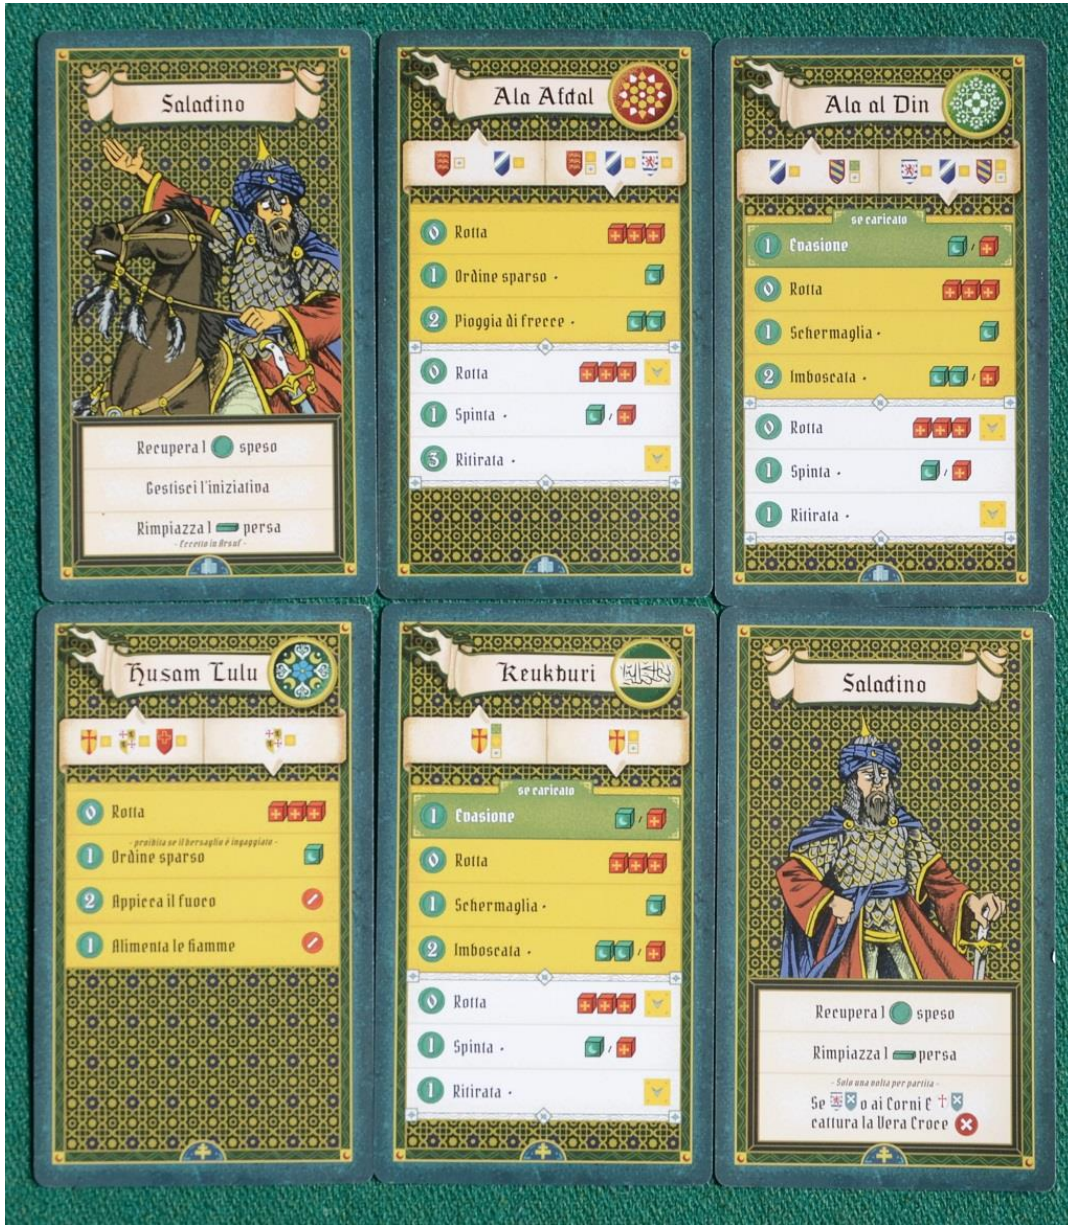 Saladino
Recupera 1 speso
Gestisci l'iniziativa
Rimpiazza 1 persa
- Eccetto in Arsuf -
Ala Afdal
0 Rotta
1 Ordine sparso -
2 Pioggia di frecce -
0 Rotta
1 Spinta - /
3 Ritirata -
Ala al Din
se caricato
1 Evasione /
0 Rotta
1 Schermaglia -
2 Imboscata - /
0 Rotta
1 Spinta - /
1 Ritirata -
Husam Lulu
0 Rotta
- proibita se il bersaglio è ingaggiato -
1 Ordine sparso
2 Appicca il fuoco
1 Alimenta le fiamme
Keukburi
se caricato
1 Evasione /
0 Rotta
1 Schermaglia -
2 Imboscata - /
0 Rotta
1 Spinta - /
1 Ritirata -
Saladino
Recupera 1 speso
Rimpiazza 1 persa
- Solo una volta per partita -
Se o ai Corni E
cattura la Vera Croce